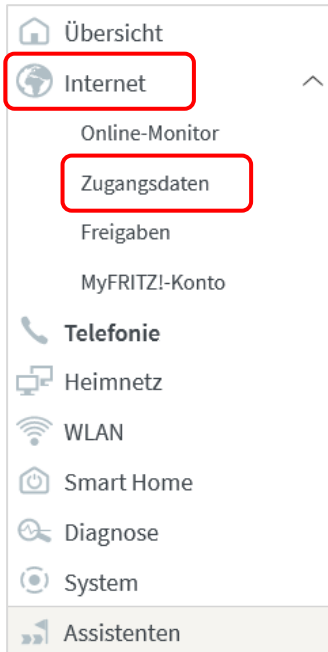 Übersicht
Internet
Online-Monitor
Zugangsdaten
Freigaben
MyFRITZ!-Konto
Telefonie
Heimnetz
WLAN
Smart Home
Diagnose
System
Assistenten